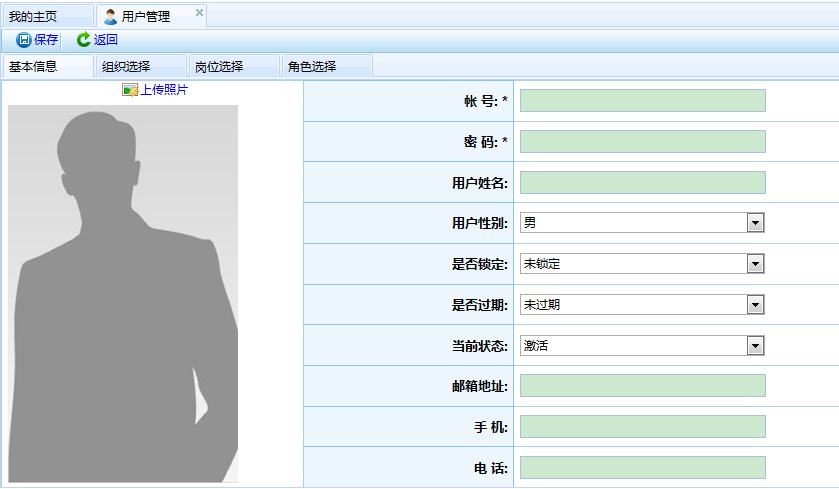 我的主页 用户管理
保存 返回
基本信息 组织选择 岗位选择 角色选择
上传照片
帐 号: *
密 码: *
用户姓名:
用户性别: 男
是否锁定: 未锁定
是否过期: 未过期
当前状态: 激活
邮箱地址:
手 机:
电 话: